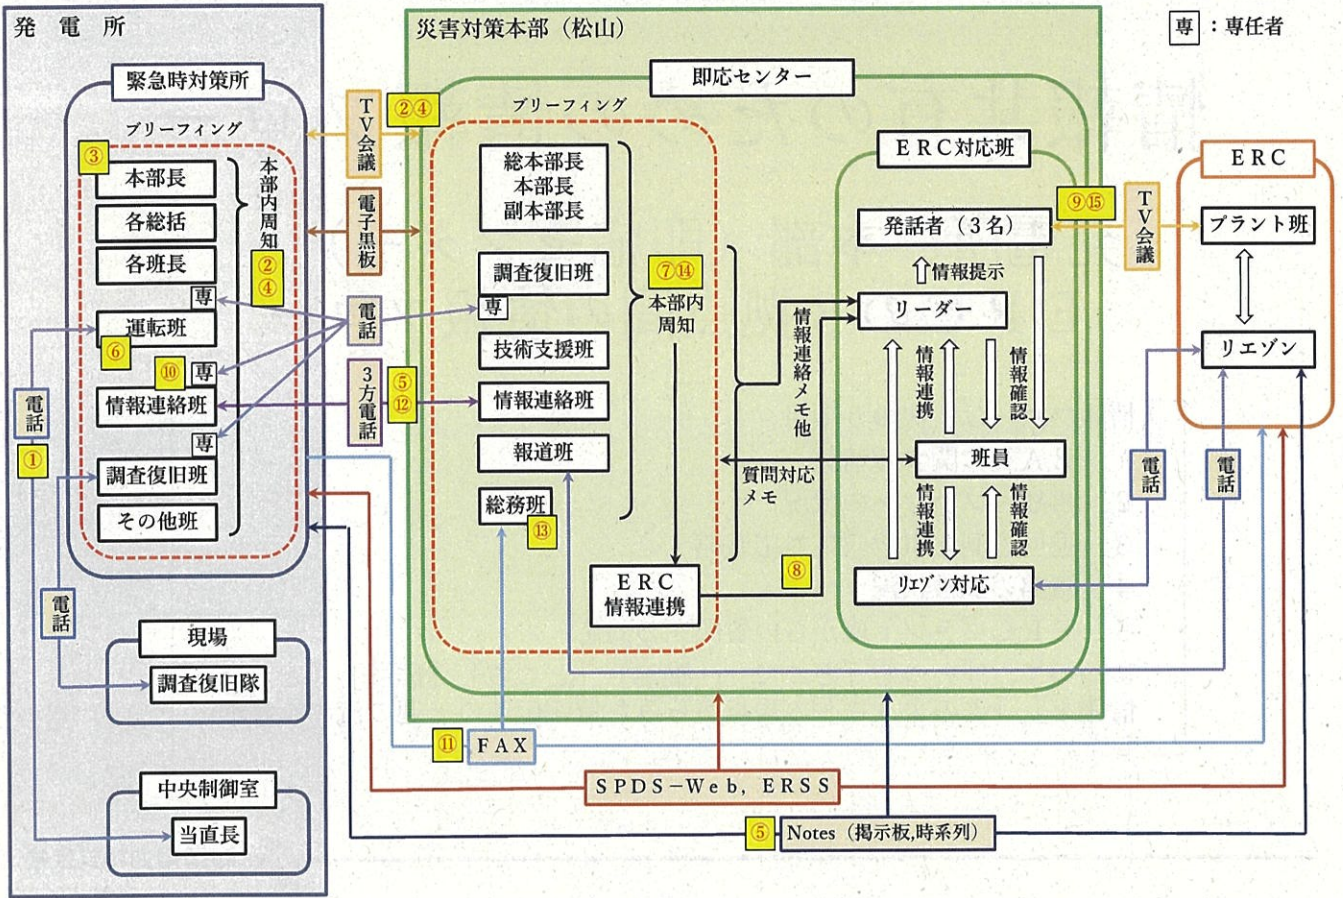 発電所
災害対策本部（松山）
専：専任者
緊急時対策所
ブリーフィング
③
本部長
各総括
各班長
専
運転班
⑥
⑩
専
情報連絡班
専
調査復旧班
その他班
本部内周知
②
④
電話
①
電話
現場
調査復旧隊
中央制御室
当直長
TV会議
②④
電子黒板
電話
3方電話
⑤
⑫
即応センター
ブリーフィング
総本部長
本部長
副本部長
調査復旧班
専
技術支援班
情報連絡班
報道班
総務班
⑬
⑦⑭
本部内
周知
ERC
情報連携
情報連絡メモ他
質問対応
メモ
⑧
ERC対応班
発話者（3名）
情報提示
リーダー
情報連携
情報確認
班員
情報連携
情報確認
ﾘｴｿﾞﾝ対応
⑨⑮
TV会議
ERC
プラント班
リエゾン
電話
電話
⑪
FAX
SPDS−Web, ERSS
⑤
Notes（掲示板,時系列）